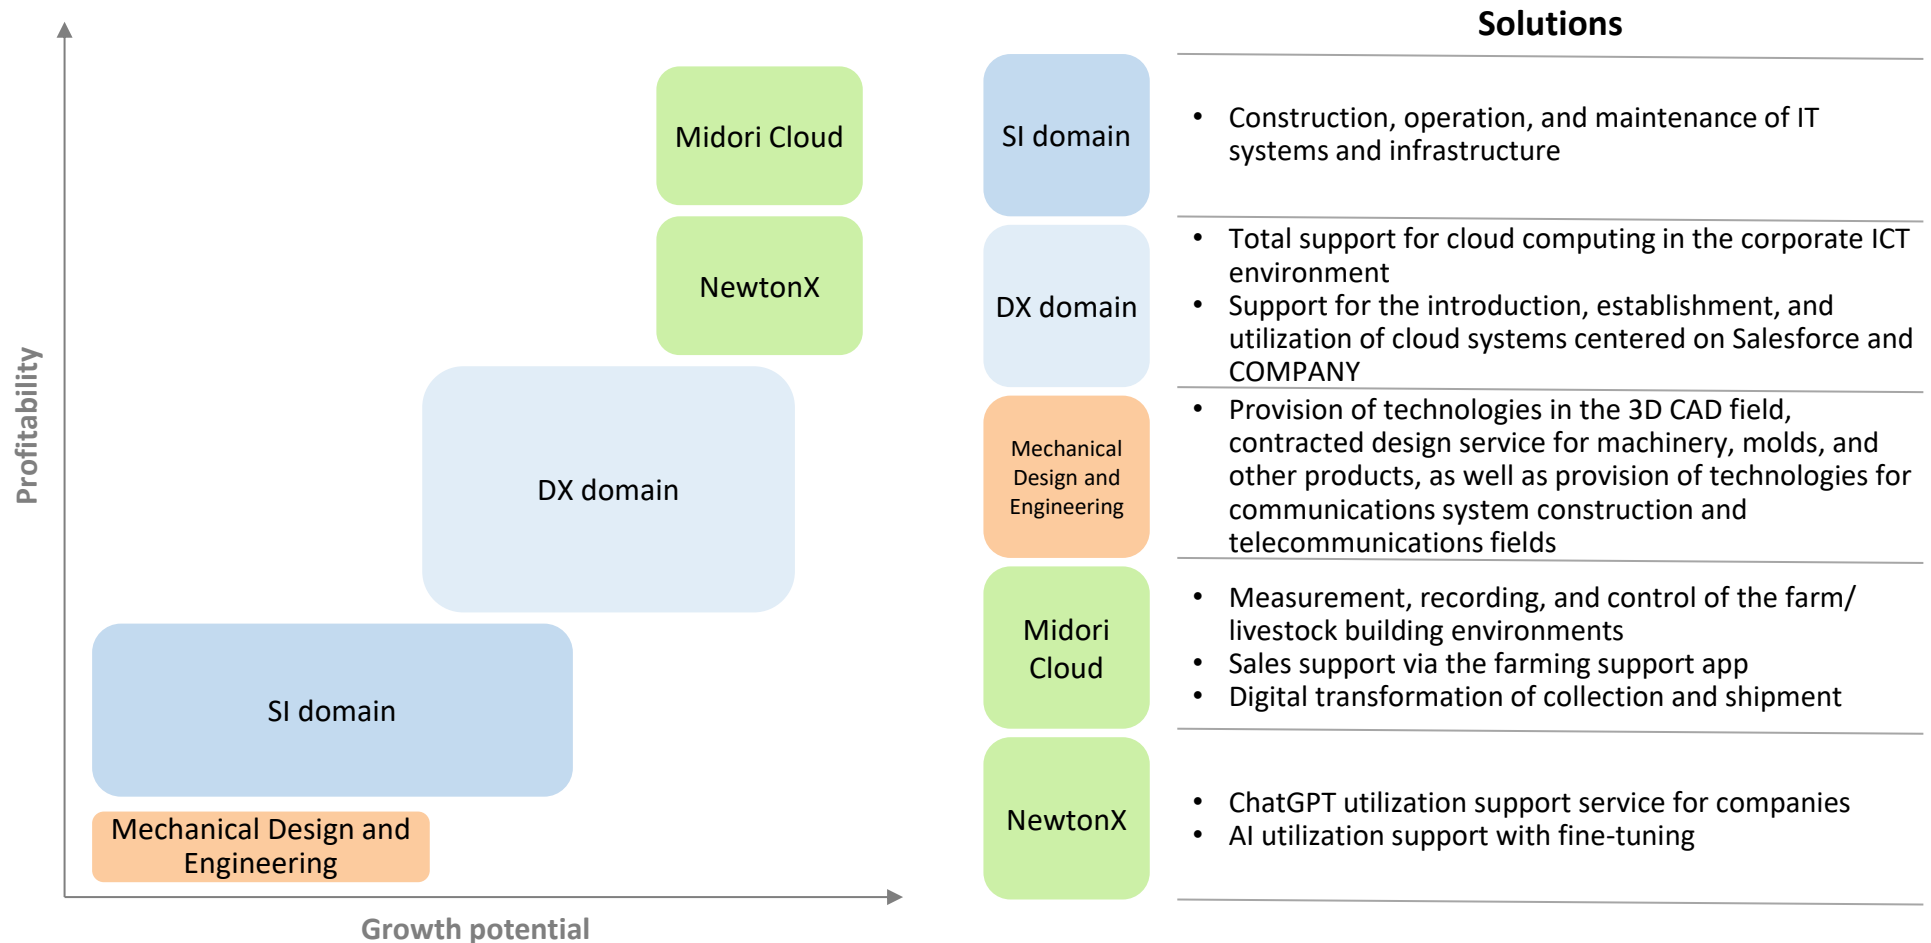 Solutions
Profitability
Growth potential
Midori Cloud
NewtonX
DX domain
SI domain
Mechanical Design and
Engineering
SI domain
• Construction, operation, and maintenance of IT
systems and infrastructure
DX domain
• Total support for cloud computing in the corporate ICT
environment
• Support for the introduction, establishment, and
utilization of cloud systems centered on Salesforce and
COMPANY
Mechanical
Design and
Engineering
• Provision of technologies in the 3D CAD field,
contracted design service for machinery, molds, and
other products, as well as provision of technologies for
communications system construction and
telecommunications fields
Midori
Cloud
• Measurement, recording, and control of the farm/
livestock building environments
• Sales support via the farming support app
• Digital transformation of collection and shipment
NewtonX
• ChatGPT utilization support service for companies
• AI utilization support with fine-tuning